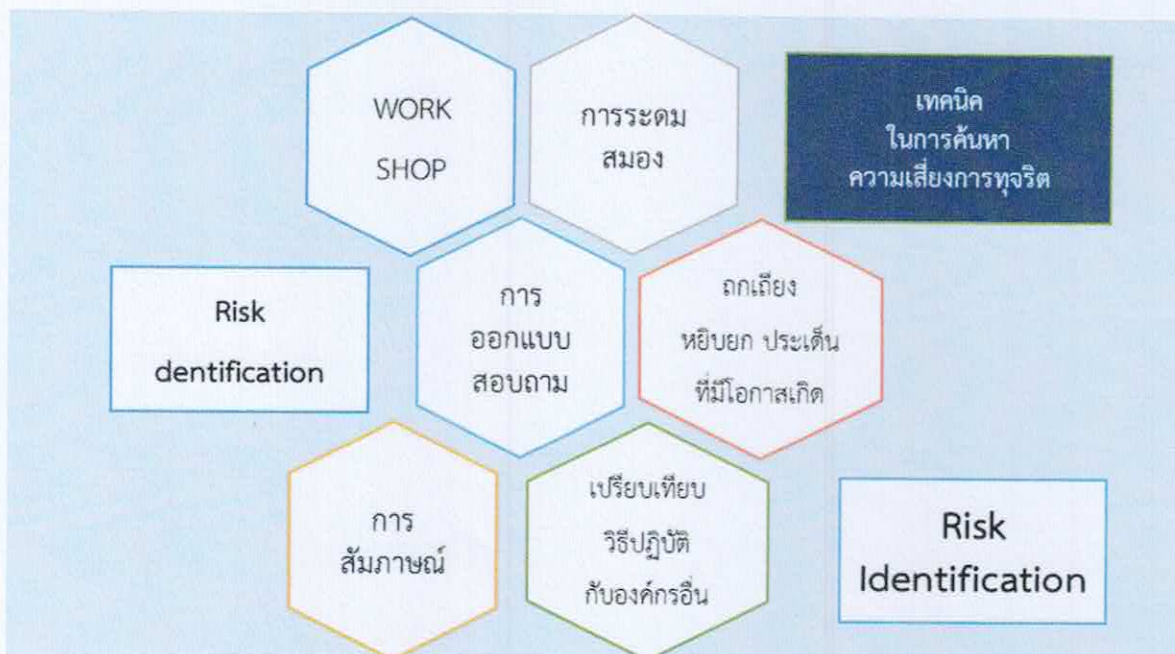 WORK
SHOP
การระดม
สมอง
เทคนิค
ในการค้นหา
ความเสี่ยงการทุจริต
Risk
dentification
การ
ออกแบบ
สอบถาม
ถกเถียง
หยิบยก ประเด็น
ที่มีโอกาสเกิด
การ
สัมภาษณ์
เปรียบเทียบ
วิธีปฏิบัติ
กับองค์กรอื่น
Risk
Identification